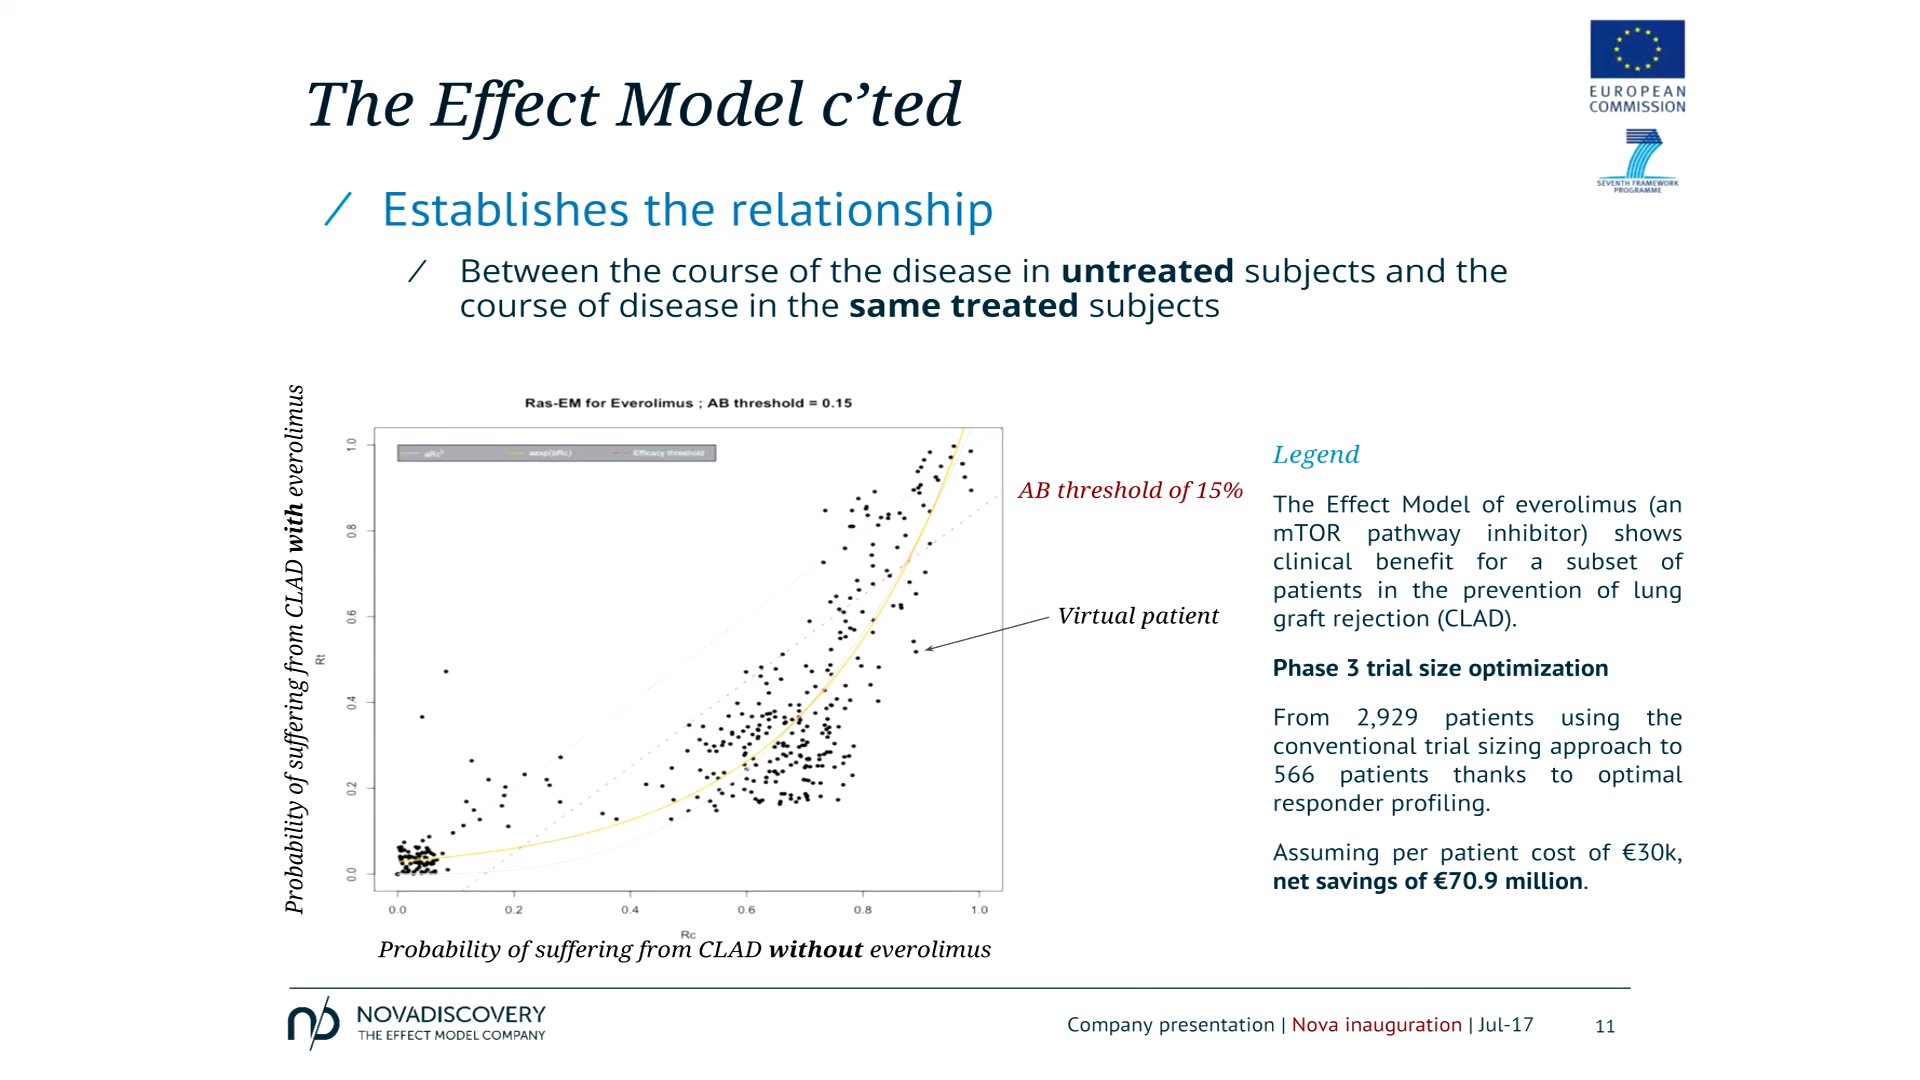 The Effect Model c’ted
EUROPEAN
COMMISSION
SEVENTH FRAMEWORK
PROGRAMME
/ Establishes the relationship
/ Between the course of the disease in untreated subjects and the
course of disease in the same treated subjects
Probability of suffering from CLAD with everolimus
Ras-EM for Everolimus ; AB threshold = 0.15
aRc^b
aexp(bRc)
Efficacy threshold
Rt
1.0
0.8
0.6
0.4
0.2
0.0
0.0 0.2 0.4 0.6 0.8 1.0
Rc
Probability of suffering from CLAD without everolimus
AB threshold of 15%
Virtual patient
Legend
The Effect Model of everolimus (an
mTOR pathway inhibitor) shows
clinical benefit for a subset of
patients in the prevention of lung
graft rejection (CLAD).
Phase 3 trial size optimization
From 2,929 patients using the
conventional trial sizing approach to
566 patients thanks to optimal
responder profiling.
Assuming per patient cost of €30k,
net savings of €70.9 million.
NOVADISCOVERY
THE EFFECT MODEL COMPANY
Company presentation | Nova inauguration | Jul-17
11